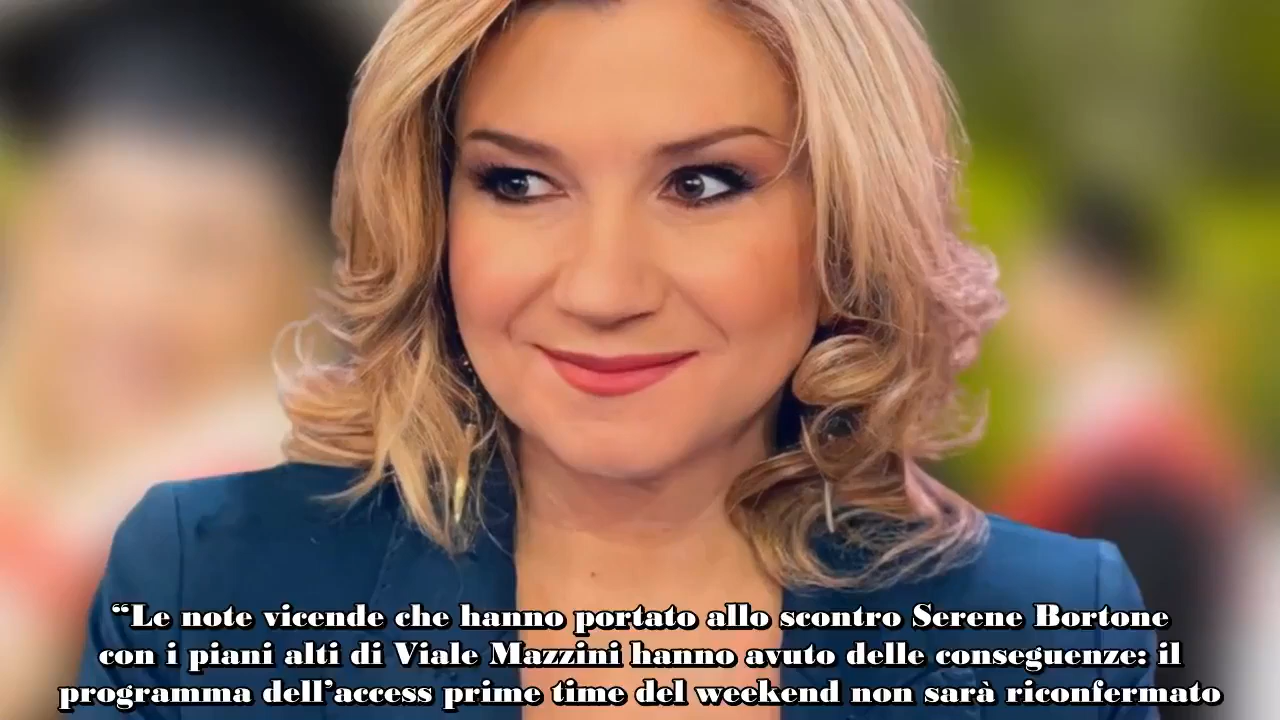 “Le note vicende che hanno portato allo scontro Serene Bortone
con i piani alti di Viale Mazzini hanno avuto delle conseguenze: il
programma dell’access prime time del weekend non sarà riconfermato